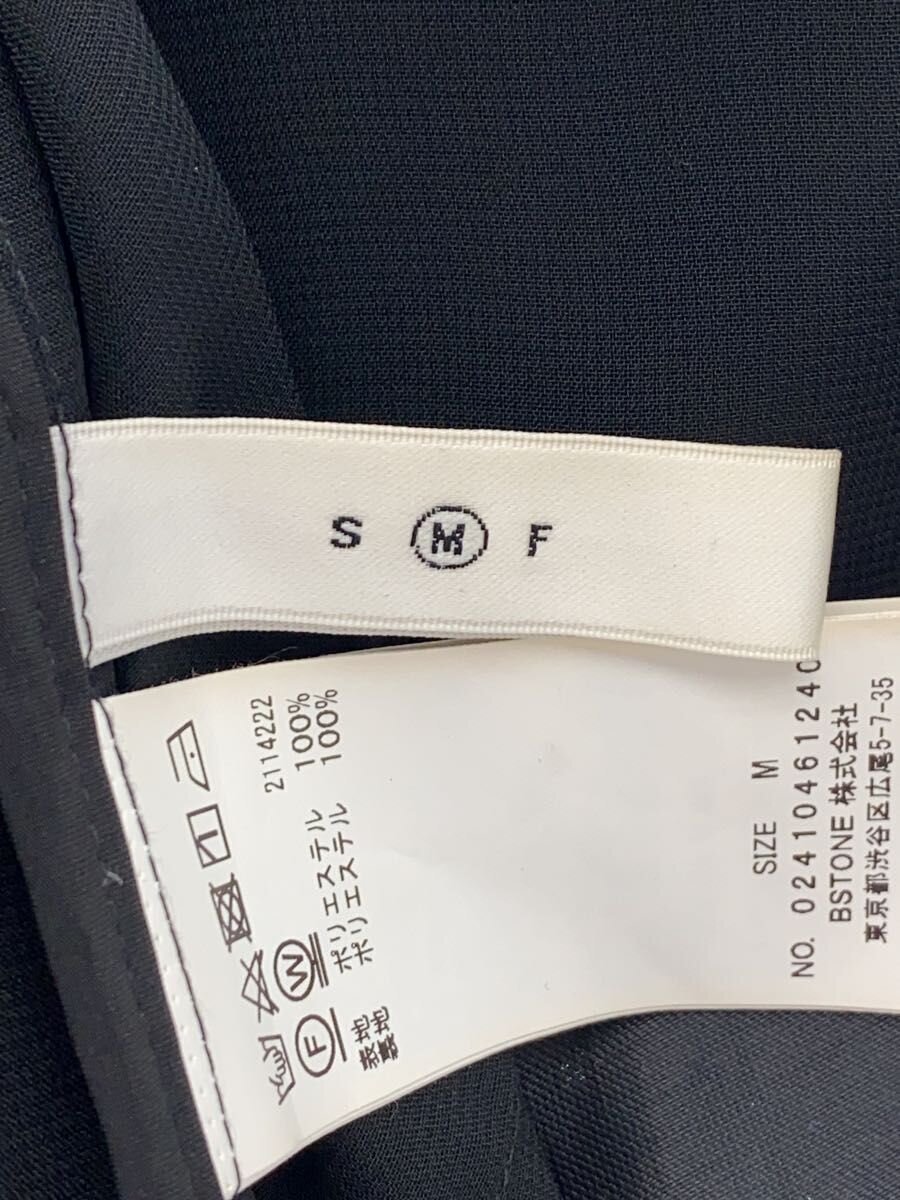 S M F
2114222
表地 ポリエステル 100%
裏地 ポリエステル 100%
F
W
SIZE M
NO. 0241046124０
BSTONE 株式会社
東京都渋谷区広尾5-7-35